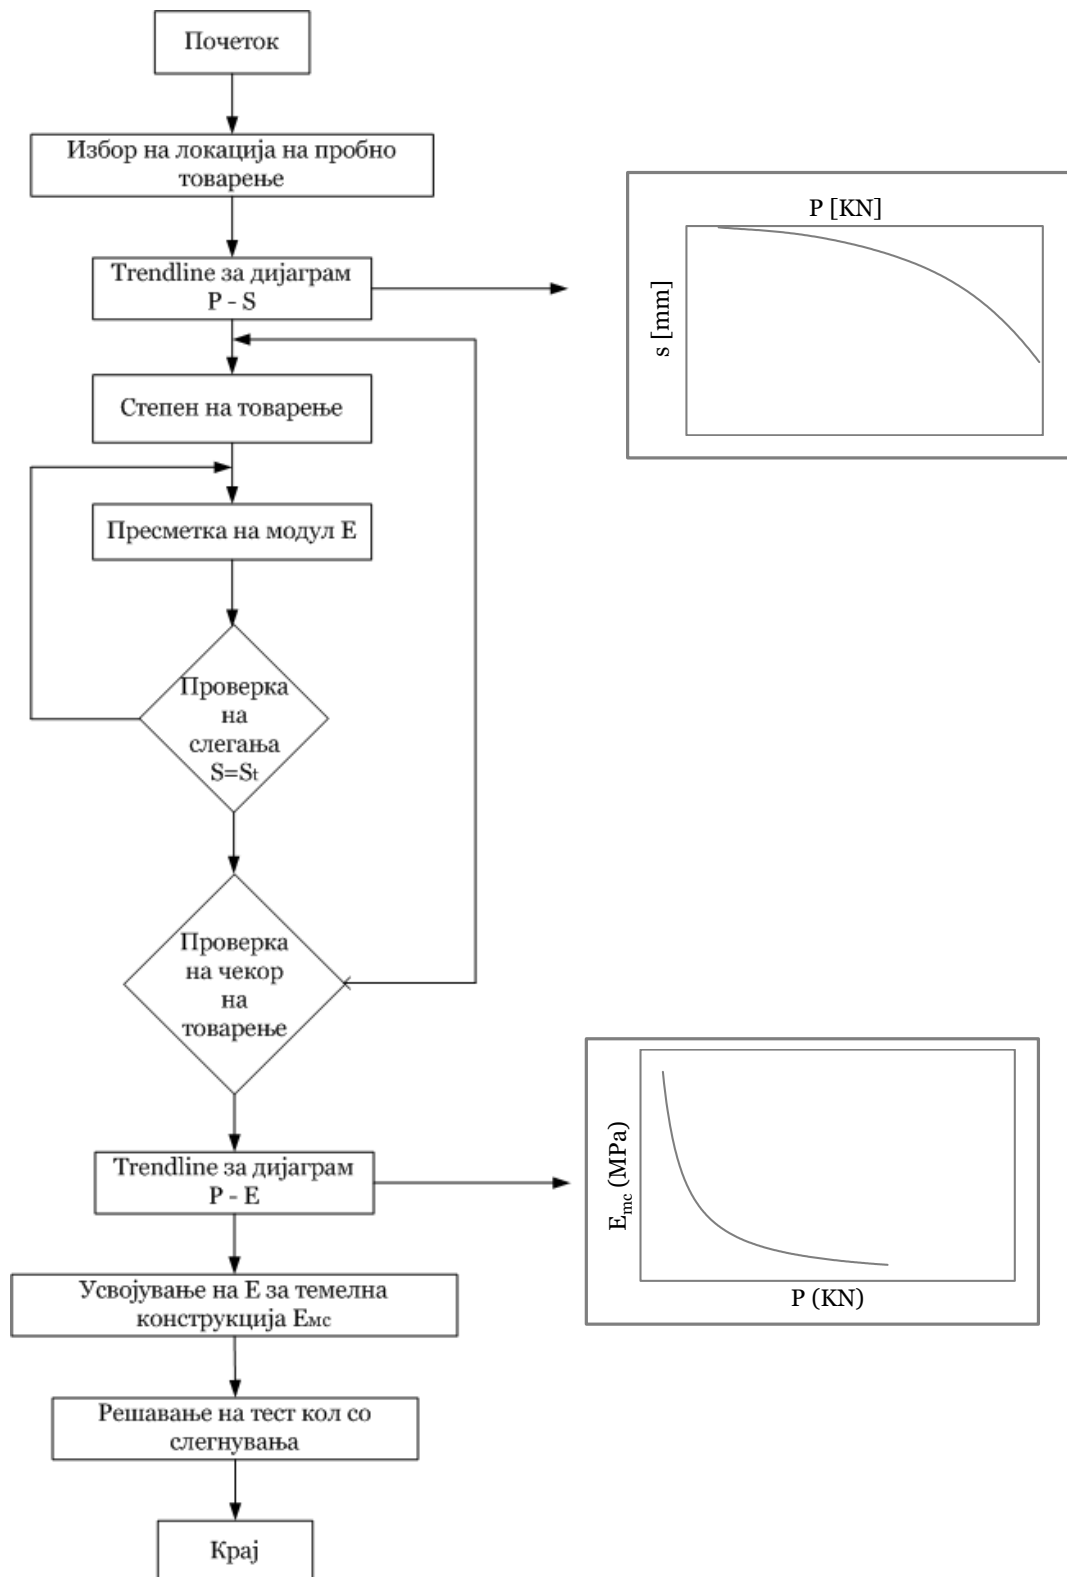 Почеток
Избор на локација на пробно
товарење
Trendline за дијаграм
P - S
P [KN]
s [mm]
Степен на товарење
Пресметка на модул E
Проверка
на
слегања
S=St
Проверка
на чекор
на
товарење
Trendline за дијаграм
P - E
Emc (MPa)
P (KN)
Усвојување на E за темелна
конструкција Eмс
Решавање на тест кол со
слегнувања
Крај